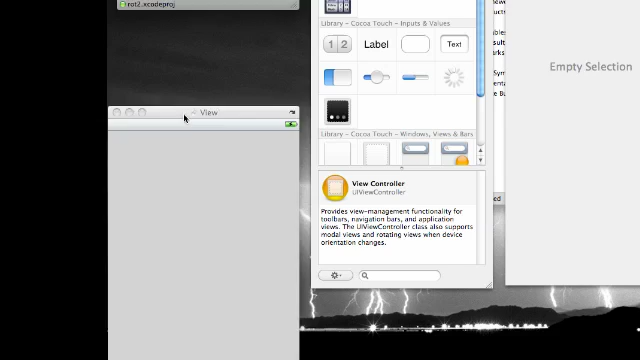 rot2.xcodeproj
Library – Cocoa Touch – Inputs & Values
1 2
Label
Text
View
Library – Cocoa Touch – Windows, Views & Bars
View Controller
UIViewController
Provides view-management functionality for
toolbars, navigation bars, and application
views. The UIViewController class also supports
modal views and rotating views when device
orientation changes.
Empty Selection